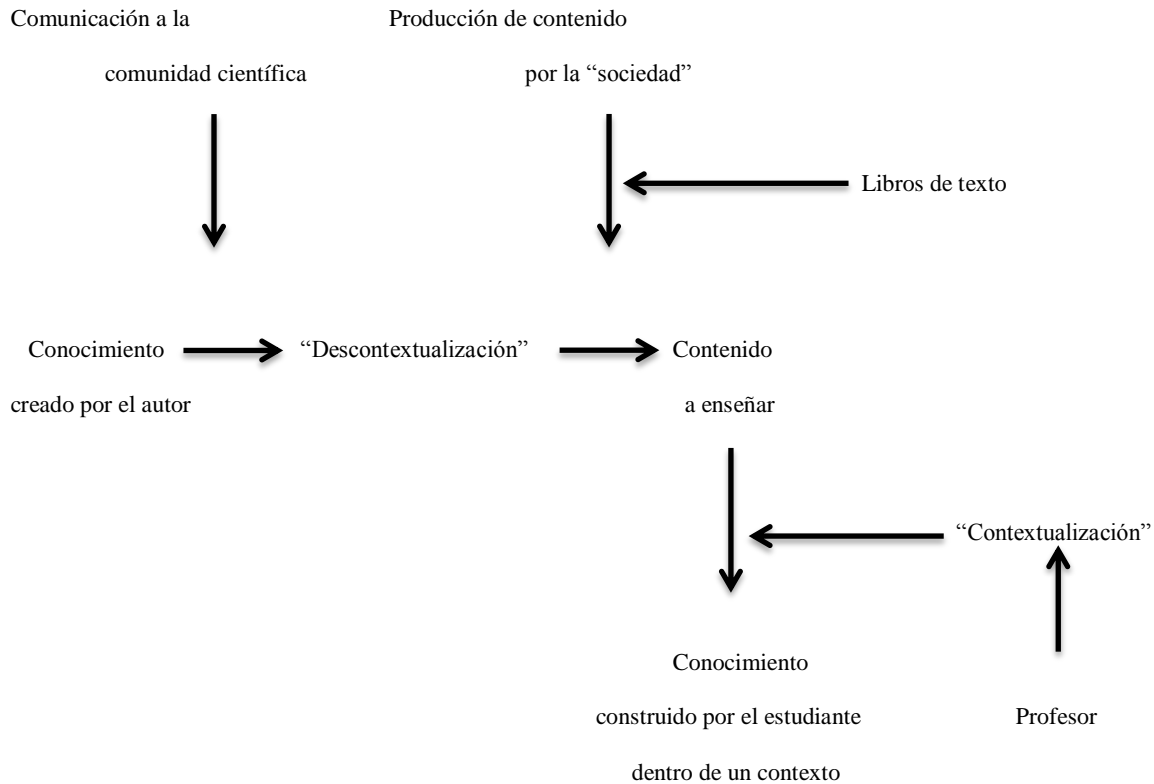 Comunicación a la
Producción de contenido
comunidad científica
por la “sociedad”
Libros de texto
Conocimiento
“Descontextualización”
Contenido
creado por el autor
a enseñar
“Contextualización”
Conocimiento
construido por el estudiante
Profesor
dentro de un contexto